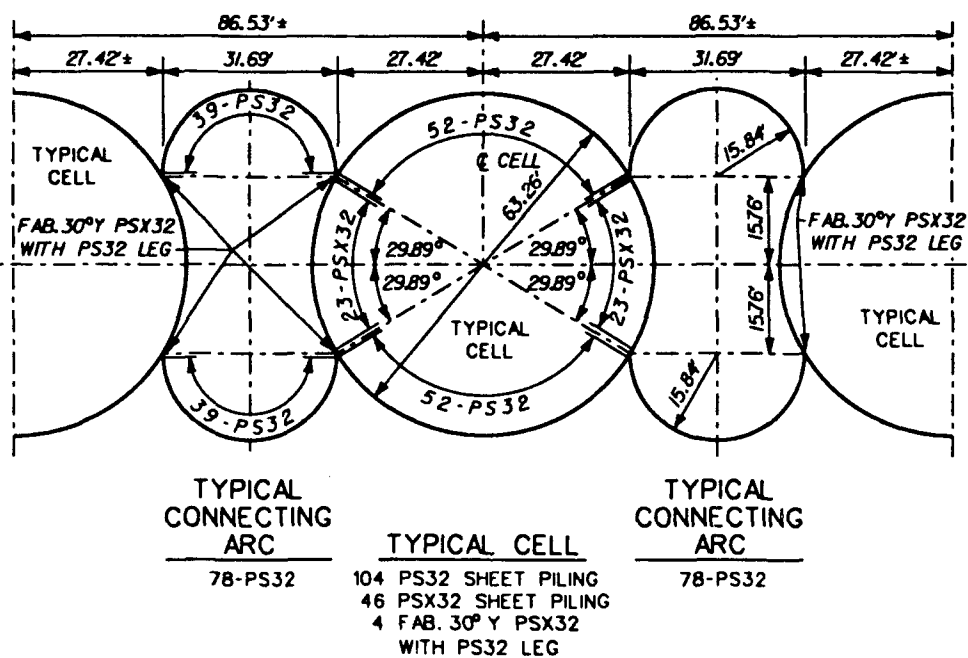 86.53'±
86.53'±
27.42'±
31.69'
27.42'
27.42'
31.69'
27.42'±
39-PS32
52-PS32
15.84'
TYPICAL
CELL
℄ CELL
63.26'
FAB. 30° Y PSX32
WITH PS32 LEG
23-PSX32
29.89°
29.89°
29.89°
29.89°
23-PSX32
15.76'
15.76'
FAB. 30° Y PSX32
WITH PS32 LEG
TYPICAL
CELL
TYPICAL
CELL
39-PS32
52-PS32
15.84'
TYPICAL
CONNECTING
ARC
78-PS32
TYPICAL CELL
104 PS32 SHEET PILING
46 PSX32 SHEET PILING
4 FAB. 30° Y PSX32
WITH PS32 LEG
TYPICAL
CONNECTING
ARC
78-PS32